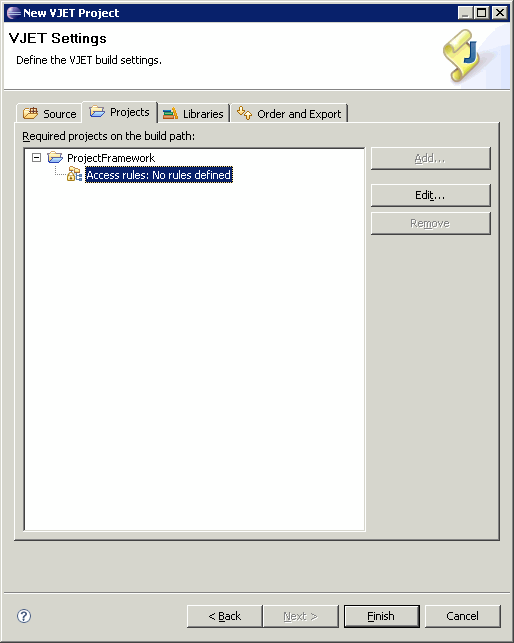 New VJET Project
VJET Settings
Define the VJET build settings.
Source
Projects
Libraries
Order and Export
Required projects on the build path:
ProjectFramework
Access rules: No rules defined
Add...
Edit...
Remove
?
< Back
Next >
Finish
Cancel